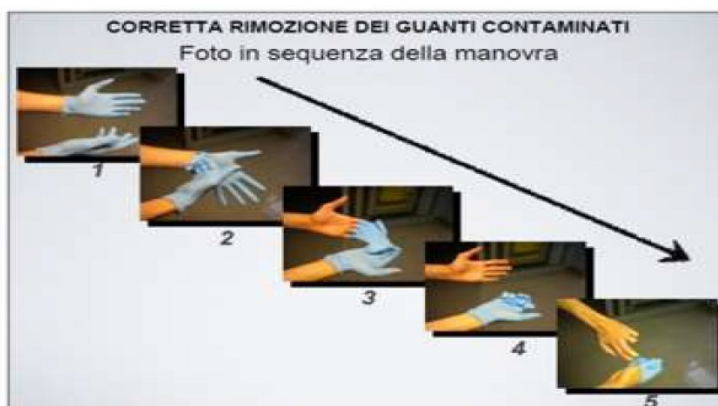 CORRETTA RIMOZIONE DEI GUANTI CONTAMINATI
Foto in sequenza della manovra
1
2
3
4
5